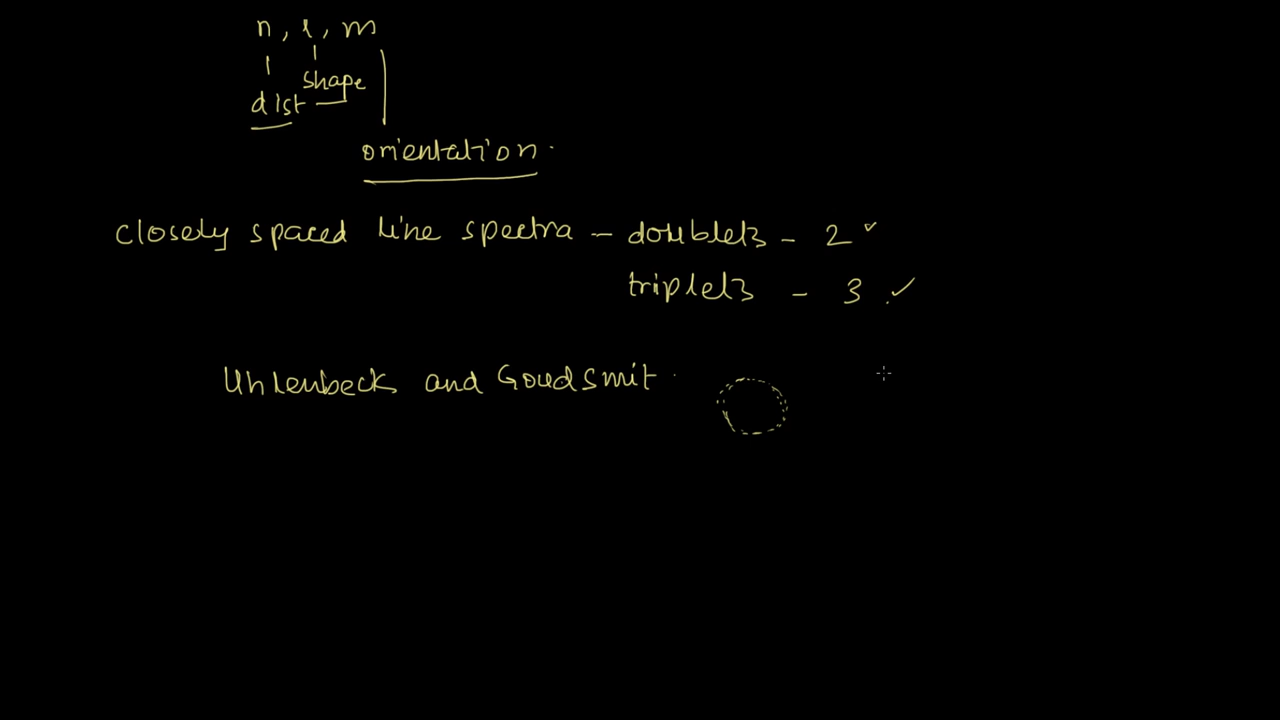 n, l, m
shape
dist
orientation.
closely spaced line spectra - doublets - 2 ✓
triplets - 3 ✓
Uhlenbeck and Goudsmit.